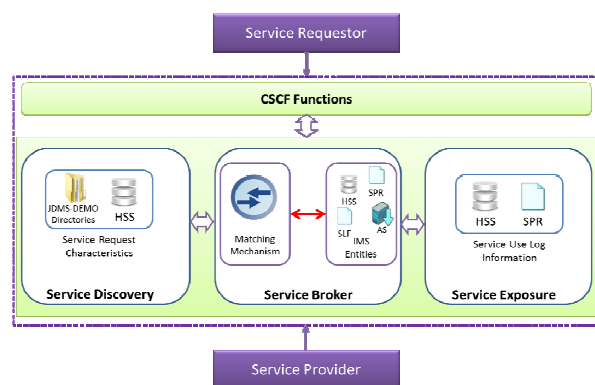 Service Requestor
CSCF Functions
JDMS-DEMO
Directories
HSS
Service Request
Characteristics
Service Discovery
Matching
Mechanism
HSS
SPR
SLF
AS
IMS
Entities
Service Broker
HSS
SPR
Service Use Log
Information
Service Exposure
Service Provider